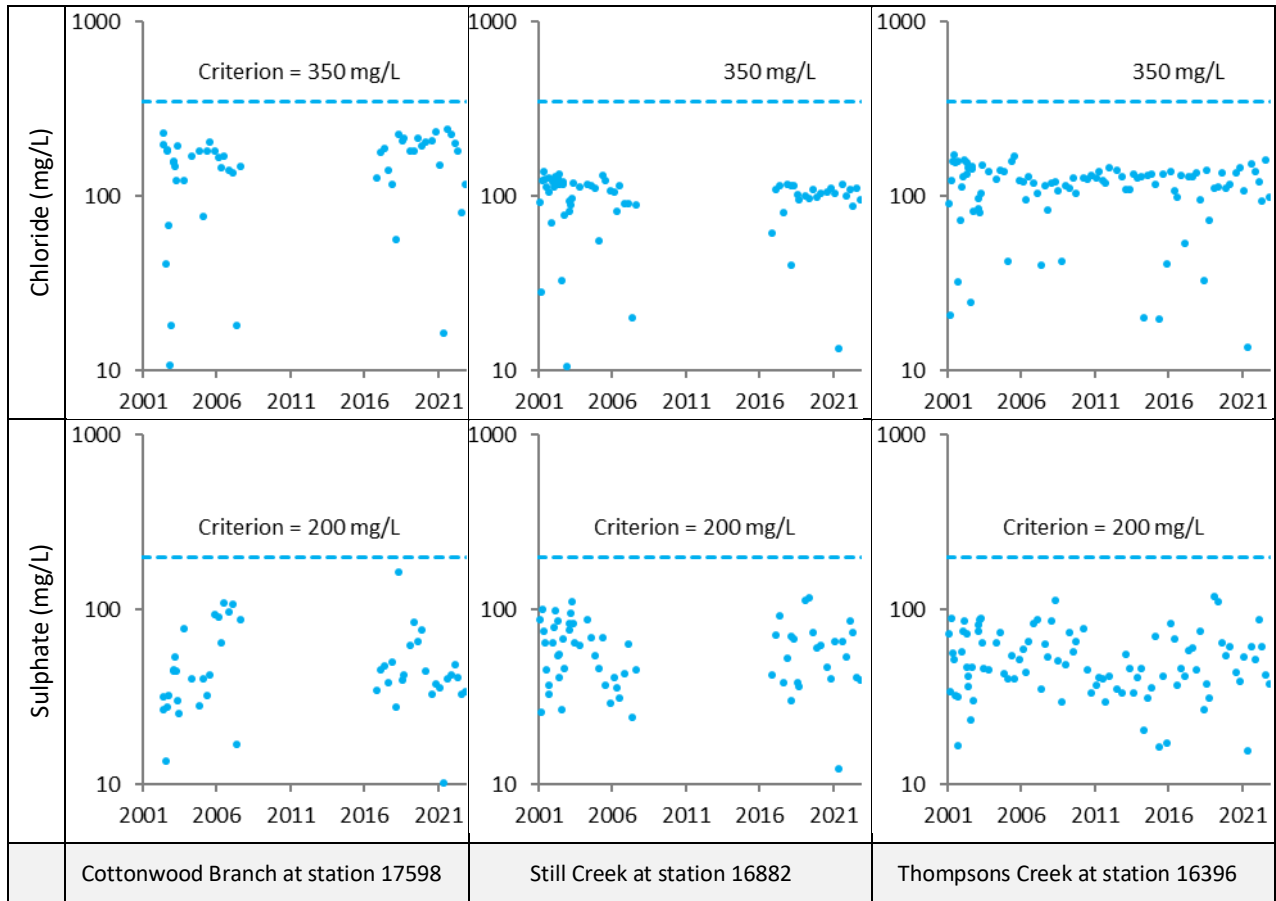 Chloride (mg/L)
1000
100
10
2001 2006 2011 2016 2021
Criterion = 350 mg/L
1000
100
10
2001 2006 2011 2016 2021
350 mg/L
1000
100
10
2001 2006 2011 2016 2021
350 mg/L
Sulphate (mg/L)
1000
100
10
2001 2006 2011 2016 2021
Criterion = 200 mg/L
1000
100
10
2001 2006 2011 2016 2021
Criterion = 200 mg/L
1000
100
10
2001 2006 2011 2016 2021
Criterion = 200 mg/L
Cottonwood Branch at station 17598
Still Creek at station 16882
Thompsons Creek at station 16396